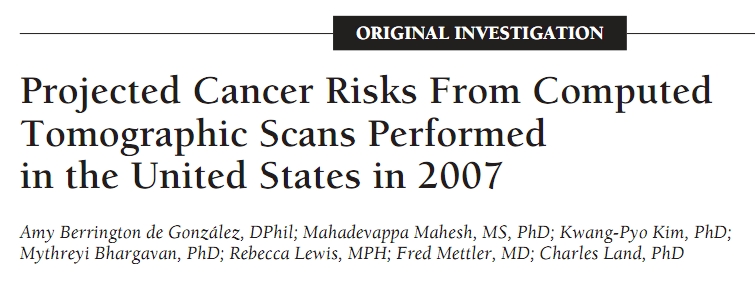 ORIGINAL INVESTIGATION
Projected Cancer Risks From Computed
Tomographic Scans Performed
in the United States in 2007
Amy Berrington de González, DPhil; Mahadevappa Mahesh, MS, PhD; Kwang-Pyo Kim, PhD;
Mythreyi Bhargavan, PhD; Rebecca Lewis, MPH; Fred Mettler, MD; Charles Land, PhD